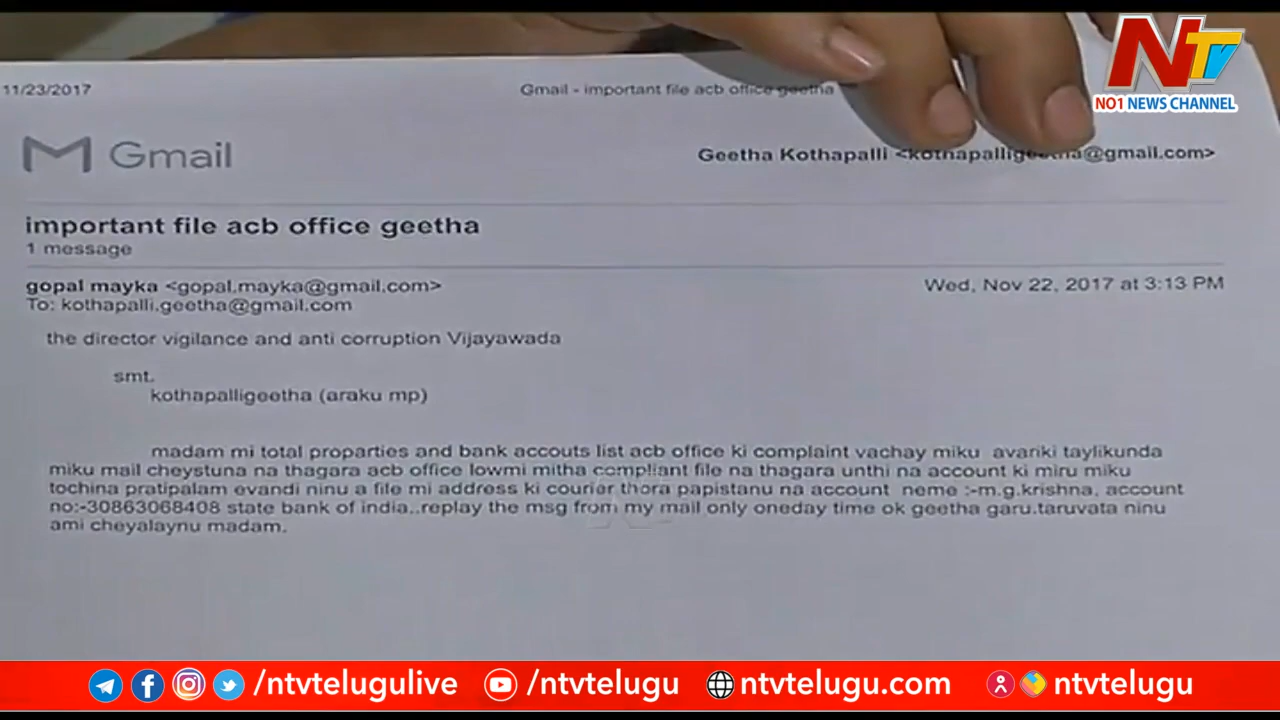 11/23/2017 Gmail - important file acb office geetha
NTV
NO1 NEWS CHANNEL
Gmail
Geetha Kothapalli <kothapalligeetha@gmail.com>
important file acb office geetha
1 message
gopal mayka <gopal.mayka@gmail.com> Wed, Nov 22, 2017 at 3:13 PM
To: kothapalli.geetha@gmail.com
the director vigilance and anti corruption Vijayawada
smt.
kothapalligeetha (araku mp)
madam mi total proparties and bank accouts list acb office ki complaint vachay miku avariki taylikunda
miku mail cheystuna na thagara acb office lowmi mitha compliant file na thagara unthi na account ki miru miku
tochina pratipalam evandi ninu a file mi address ki courier thora papistanu na account neme :-m.g.krishna, account
no:-30863068408 state bank of india..replay the msg from my mail only oneday time ok geetha garu.taruvata ninu
ami cheyalaynu madam.
/ntvtelugulive /ntvtelugu ntvtelugu.com ntvtelugu